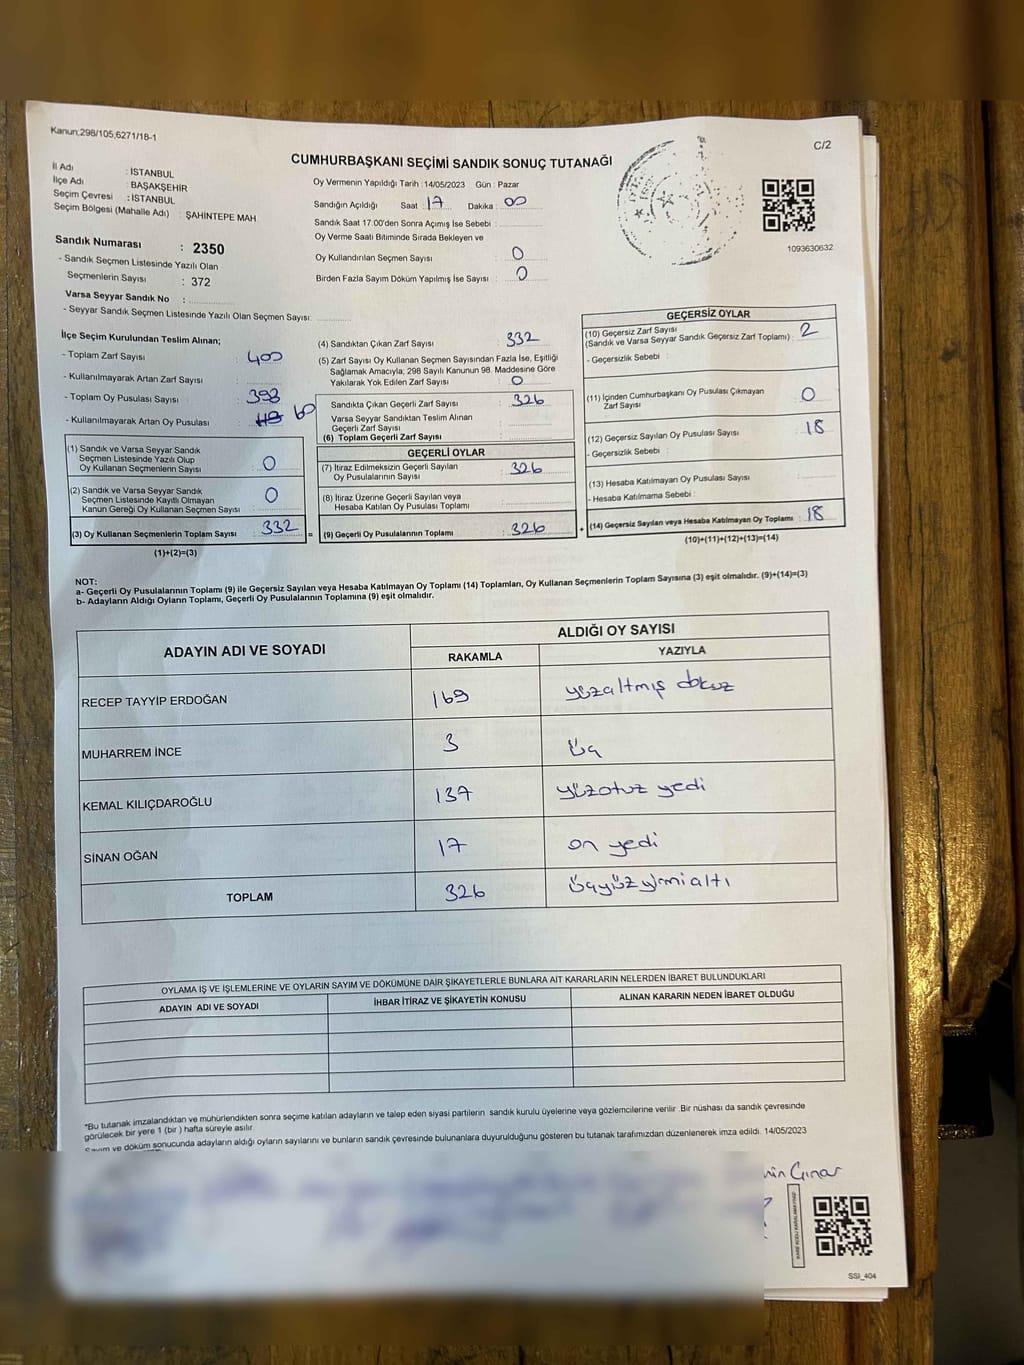 Kanun;298/105;6271/18-1
C/2
CUMHURBAŞKANI SEÇİMİ SANDIK SONUÇ TUTANAĞI
İl Adı : İSTANBUL
İlçe Adı : BAŞAKŞEHİR
Seçim Çevresi : İSTANBUL
Seçim Bölgesi (Mahalle Adı) : ŞAHİNTEPE MAH
Oy Vermenin Yapıldığı Tarih : 14/05/2023 Gün : Pazar
Sandığın Açıldığı Saat : 17 Dakika : 00
Sandık Saat 17.00'den Sonra Açımış İse Sebebi :
Oy Verme Saati Bitiminde Sırada Bekleyen ve
Oy Kullandırılan Seçmen Sayısı : 0
Birden Fazla Sayım Döküm Yapılmış İse Sayısı : 0
1093630632
Sandık Numarası : 2350
- Sandık Seçmen Listesinde Yazılı Olan
Seçmenlerin Sayısı : 372
Varsa Seyyar Sandık No :
- Seyyar Sandık Seçmen Listesinde Yazılı Olan Seçmen Sayısı:
İlçe Seçim Kurulundan Teslim Alınan;
- Toplam Zarf Sayısı : 400
- Kullanılmayarak Artan Zarf Sayısı :
- Toplam Oy Pusulası Sayısı : 393
- Kullanılmayarak Artan Oy Pusulası : 60
(1) Sandık ve Varsa Seyyar Sandık
Seçmen Listesinde Yazılı Olup
Oy Kullanan Seçmenlerin Sayısı : 0
(2) Sandık ve Varsa Seyyar Sandık
Seçmen Listesinde Kayıtlı Olmayan
Kanun Gereği Oy Kullanan Seçmen Sayısı : 0
(3) Oy Kullanan Seçmenlerin Toplam Sayısı : 332 =
(1)+(2)=(3)
(4) Sandıktan Çıkan Zarf Sayısı : 332
(5) Zarf Sayısı Oy Kullanan Seçmen Sayısından Fazla İse, Eşitliği
Sağlamak Amacıyla, 298 Sayılı Kanunun 98. Maddesine Göre
Yakılarak Yok Edilen Zarf Sayısı : 0
Sandıkta Çıkan Geçerli Zarf Sayısı : 326
Varsa Seyyar Sandıktan Teslim Alınan
Geçerli Zarf Sayısı :
(6) Toplam Geçerli Zarf Sayısı :
GEÇERLİ OYLAR
(7) İtiraz Edilmeksizin Geçerli Sayılan
Oy Pusulalarının Sayısı : 326
(8) İtiraz Üzerine Geçerli Sayılan veya
Hesaba Katılan Oy Pusulası Toplamı :
(9) Geçerli Oy Pusulalarının Toplamı : 326 +
GEÇERSİZ OYLAR
(10) Geçersiz Zarf Sayısı
(Sandık ve Varsa Seyyar Sandık Geçersiz Zarf Toplamı) : 2
- Geçersizlik Sebebi :
(11) İçinden Cumhurbaşkanı Oy Pusulası Çıkmayan
Zarf Sayısı : 0
(12) Geçersiz Sayılan Oy Pusulası Sayısı : 18
- Geçersizlik Sebebi :
(13) Hesaba Katılmayan Oy Pusulası Sayısı :
- Hesaba Katılmama Sebebi :
(14) Geçersiz Sayılan veya Hesaba Katılmayan Oy Toplamı : 18
(10)+(11)+(12)+(13)=(14)
NOT:
a- Geçerli Oy Pusulalarının Toplamı (9) ile Geçersiz Sayılan veya Hesaba Katılmayan Oy Toplamı (14) Toplamları, Oy Kullanan Seçmenlerin Toplam Sayısına (3) eşit olmalıdır. (9)+(14)=(3)
b- Adayların Aldığı Oyların Toplamı, Geçerli Oy Pusulalarının Toplamına (9) eşit olmalıdır.
ADAYIN ADI VE SOYADI
ALDIĞI OY SAYISI
RAKAMLA YAZIYLA
RECEP TAYYİP ERDOĞAN 169 yüzaltmış dokuz
MUHARREM İNCE 3 üç
KEMAL KILIÇDAROĞLU 137 yüzotuz yedi
SİNAN OĞAN 17 on yedi
TOPLAM 326 üçyüz yirmi altı
OYLAMA İŞ VE İŞLEMLERİNE VE OYLARIN SAYIM VE DÖKÜMÜNE DAİR ŞİKAYETLERLE BUNLARA AİT KARARLARIN NELERDEN İBARET BULUNDUKLARI
ADAYIN ADI VE SOYADI İHBAR İTİRAZ VE ŞİKAYETİN KONUSU ALINAN KARARIN NEDEN İBARET OLDUĞU
*Bu tutanak imzalandıktan ve mühürlendikten sonra seçime katılan adayların ve talep eden siyasi partilerin sandık kurulu üyelerine veya gözlemcilerine verilir .Bir nüshası da sandık çevresinde
görülecek bir yere 1 (bir ) hafta süreyle asılır.
Sayım ve döküm sonucunda adayların aldığı oyların sayılarını ve bunların sandık çevresinde bulunanlara duyurulduğunu gösteren bu tutanak tarafımızdan düzenlenerek imza edildi. 14/05/2023
Çınar
SSİ_404